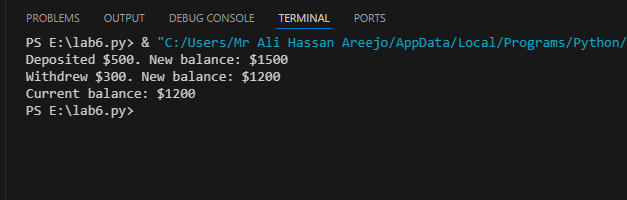 PROBLEMS OUTPUT DEBUG CONSOLE TERMINAL PORTS
PS E:\lab6.py> & "C:/Users/Mr Ali Hassan Areejo/AppData/Local/Programs/Python/
Deposited $500. New balance: $1500
Withdrew $300. New balance: $1200
Current balance: $1200
PS E:\lab6.py>